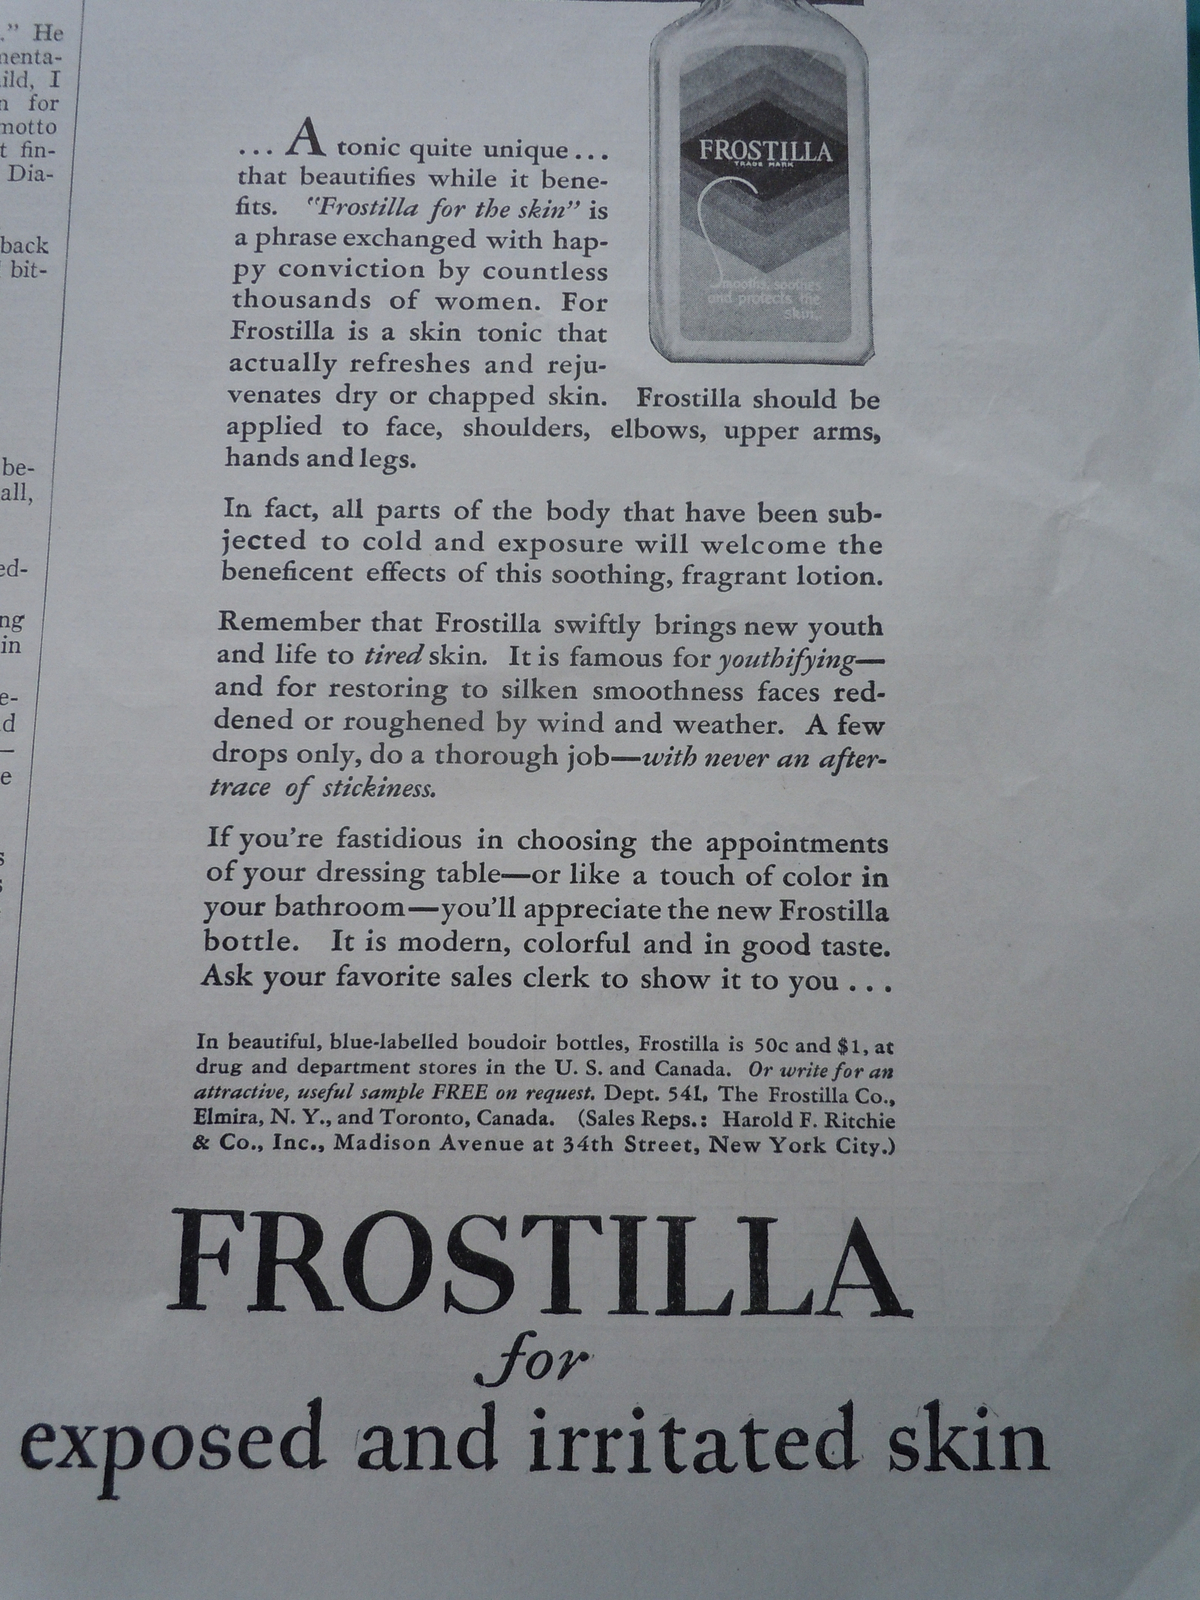 .” He
menta-
ild, I
n for
motto
t fin-
Dia-
back
bit-
be-
all,
ed-
ng
in
e-
d
—
e
s
FROSTILLA
TRADE MARK
Smooths, soothes
and protects the
skin.
... A tonic quite unique...
that beautifies while it bene-
fits. “Frostilla for the skin” is
a phrase exchanged with hap-
py conviction by countless
thousands of women. For
Frostilla is a skin tonic that
actually refreshes and reju-
venates dry or chapped skin. Frostilla should be
applied to face, shoulders, elbows, upper arms,
hands and legs.
In fact, all parts of the body that have been sub-
jected to cold and exposure will welcome the
beneficent effects of this soothing, fragrant lotion.
Remember that Frostilla swiftly brings new youth
and life to tired skin. It is famous for youthifying—
and for restoring to silken smoothness faces red-
dened or roughened by wind and weather. A few
drops only, do a thorough job—with never an after-
trace of stickiness.
If you’re fastidious in choosing the appointments
of your dressing table—or like a touch of color in
your bathroom—you’ll appreciate the new Frostilla
bottle. It is modern, colorful and in good taste.
Ask your favorite sales clerk to show it to you . . .
In beautiful, blue-labelled boudoir bottles, Frostilla is 50c and $1, at
drug and department stores in the U. S. and Canada. Or write for an
attractive, useful sample FREE on request. Dept. 541, The Frostilla Co.,
Elmira, N. Y., and Toronto, Canada. (Sales Reps.: Harold F. Ritchie
& Co., Inc., Madison Avenue at 34th Street, New York City.)
FROSTILLA
for
exposed and irritated skin